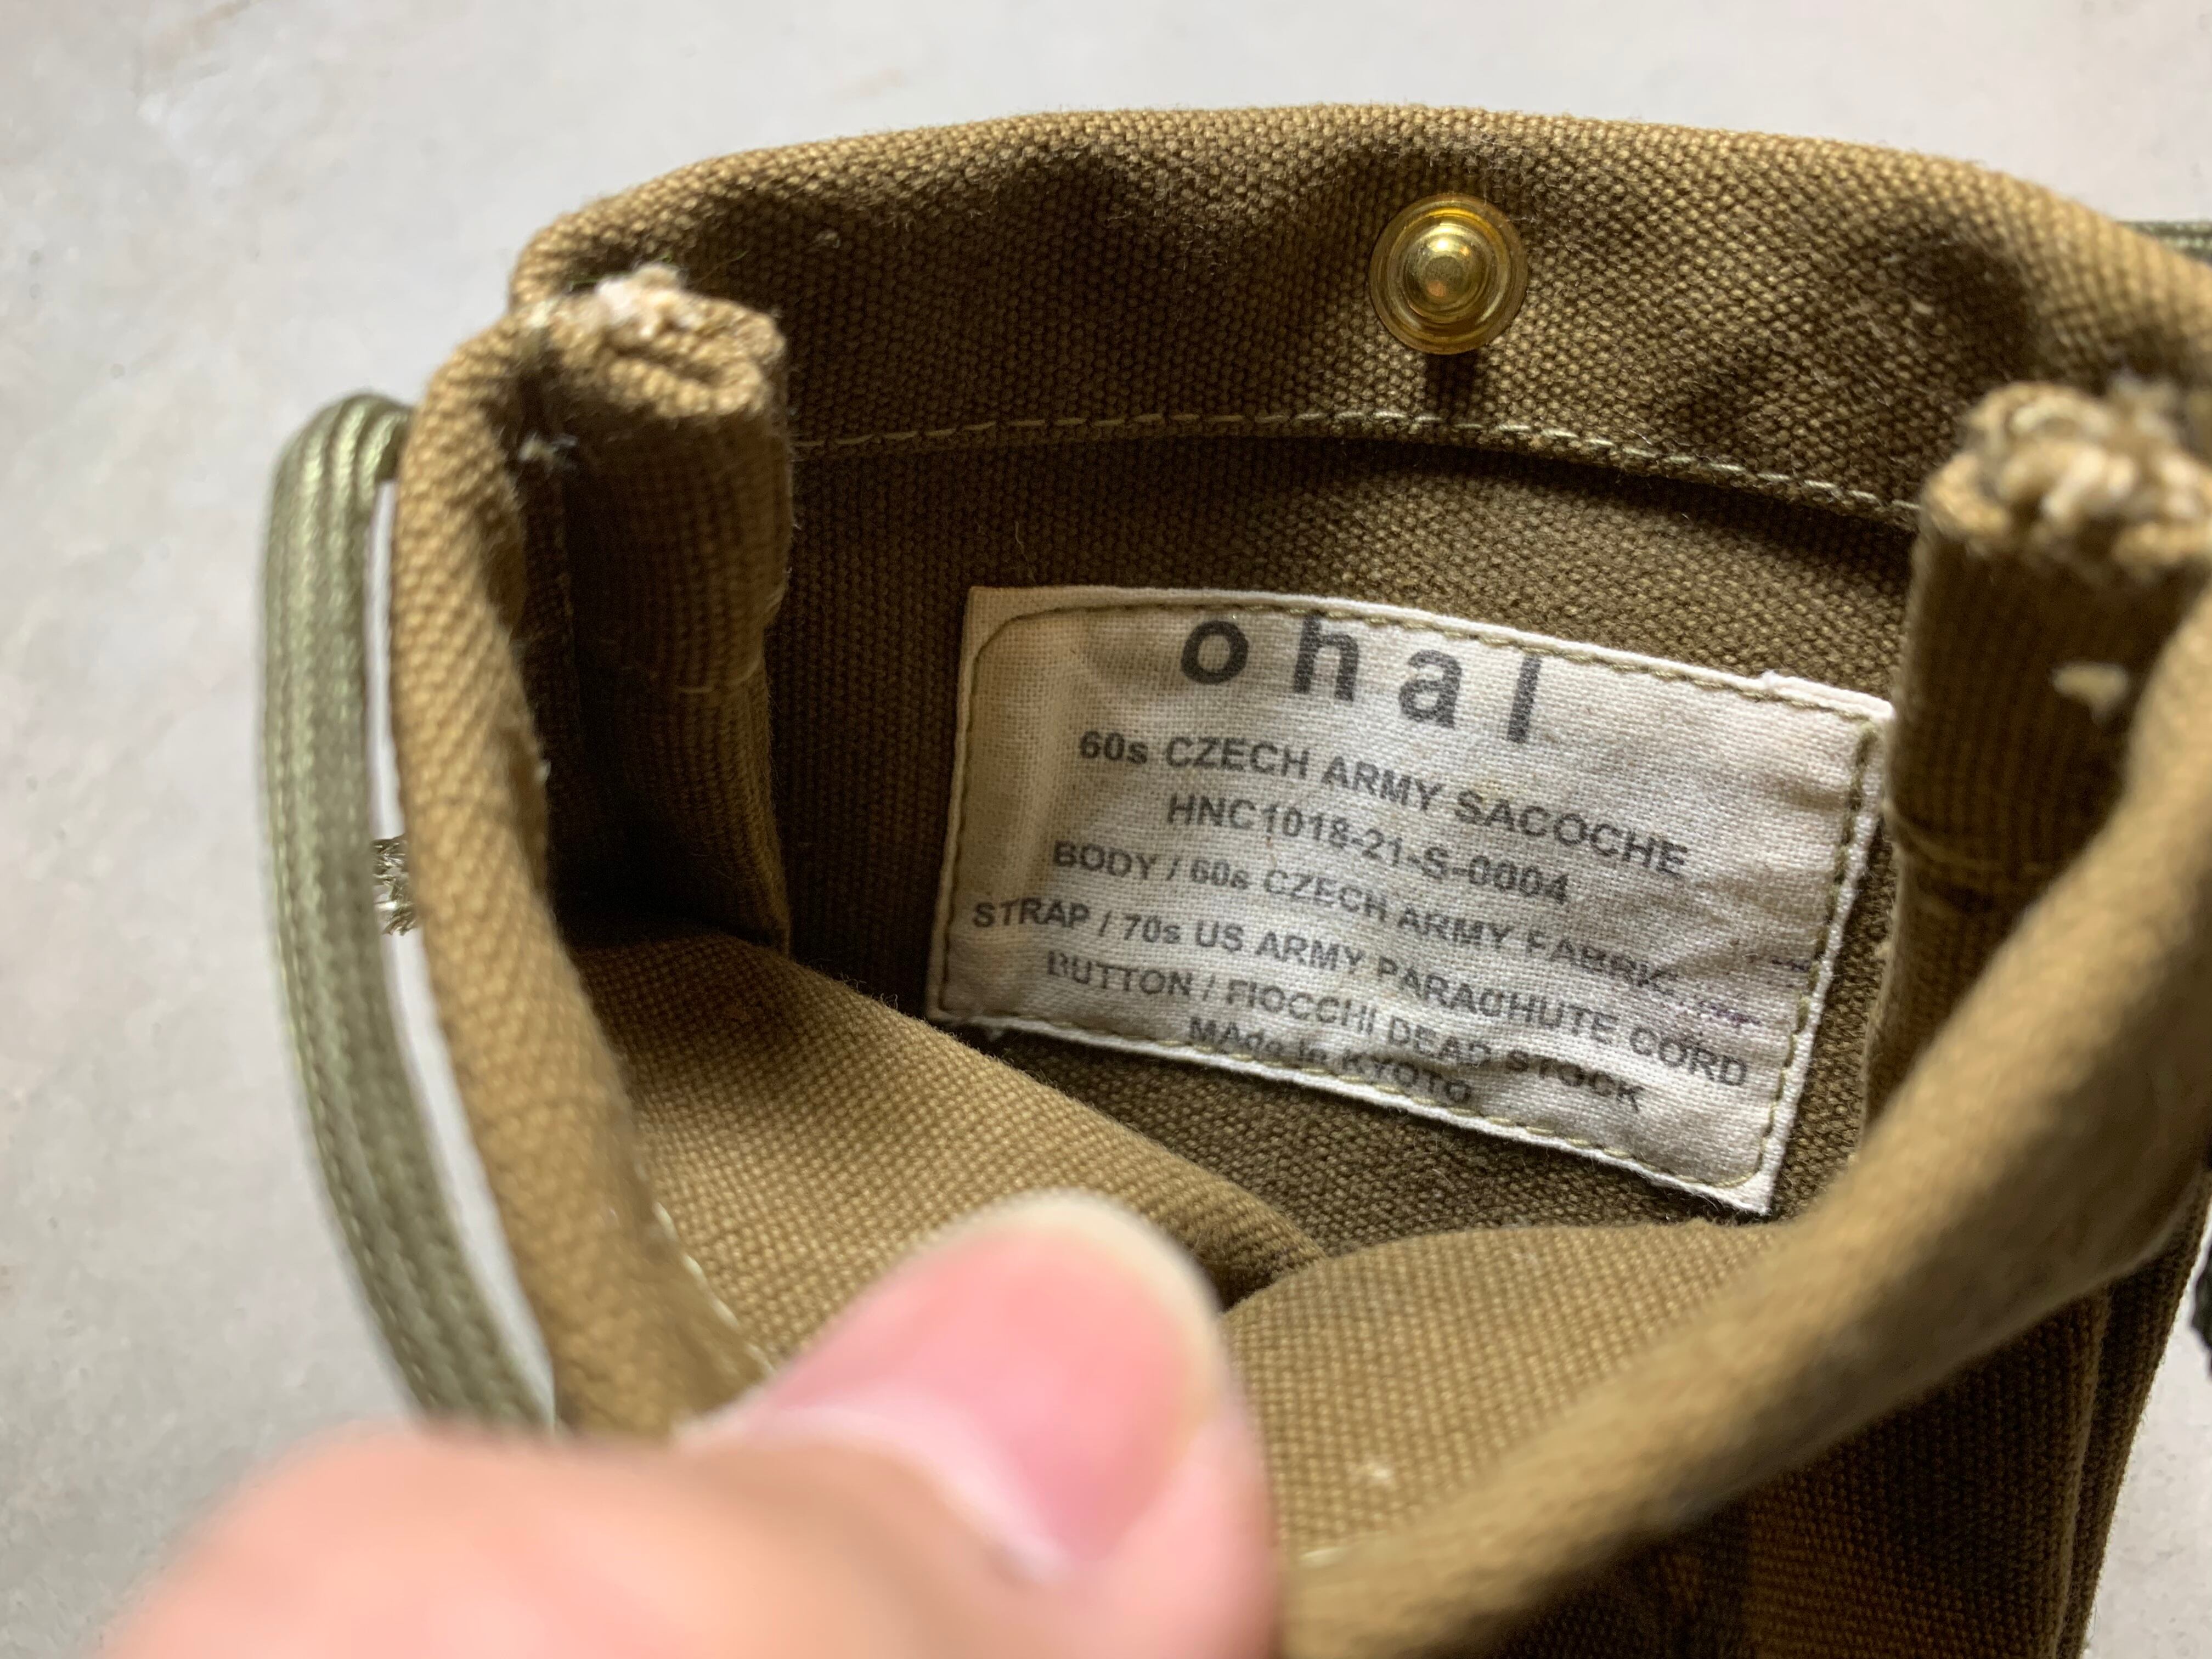 ohal
60s CZECH ARMY SACOCHE
HNC1018-21-S-0004
BODY / 60s CZECH ARMY FABRIC
STRAP / 70s US ARMY PARACHUTE CORD
BUTTON / FIOCCHI DEAD STOCK
MAde in KYOTO